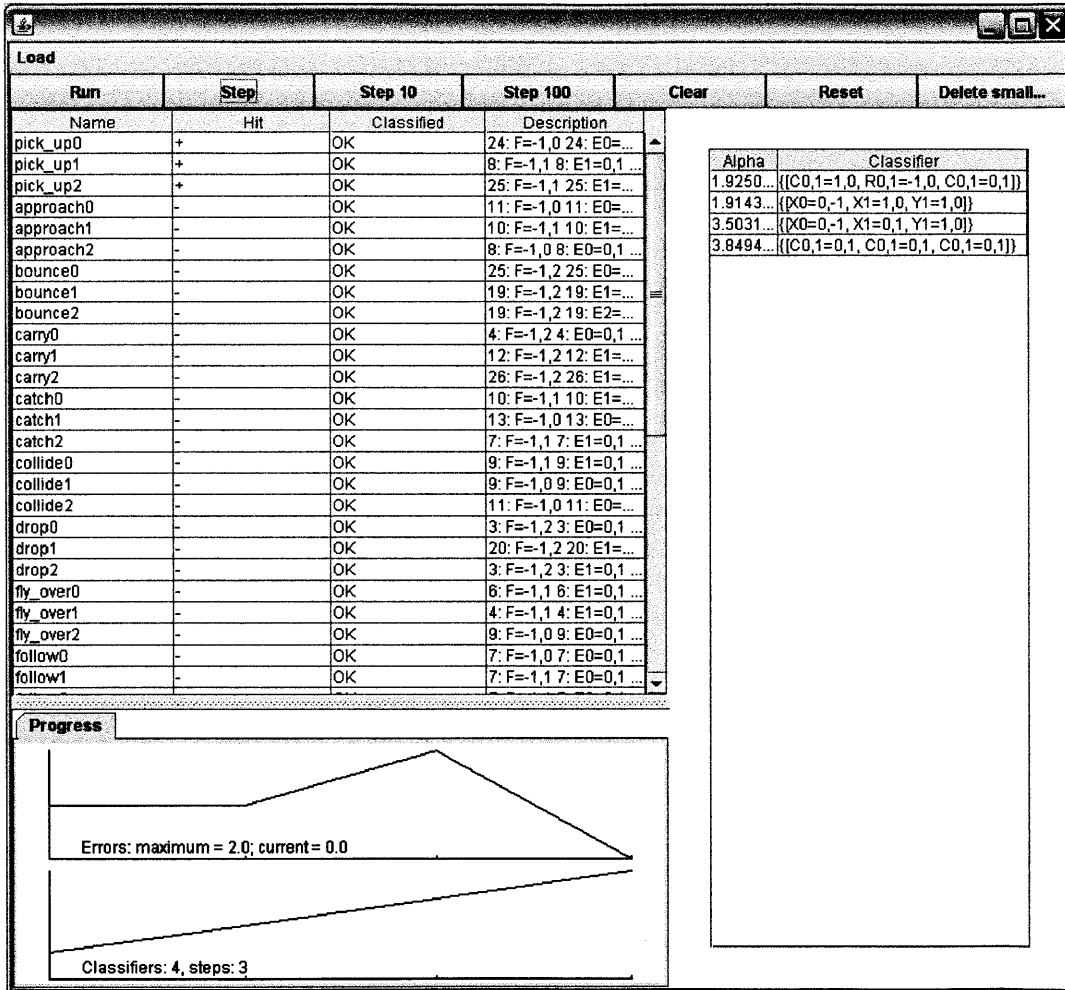 Load
Run Step Step 10 Step 100 Clear Reset Delete small...
Name Hit Classified Description
pick_up0 + OK 24: F=-1,0 24: E0=...
pick_up1 + OK 8: F=-1,1 8: E1=0,1 ...
pick_up2 + OK 25: F=-1,1 25: E1=...
approach0 - OK 11: F=-1,0 11: E0=...
approach1 - OK 10: F=-1,1 10: E1=...
approach2 - OK 8: F=-1,0 8: E0=0,1 ...
bounce0 - OK 25: F=-1,2 25: E0=...
bounce1 - OK 19: F=-1,2 19: E1=...
bounce2 - OK 19: F=-1,2 19: E2=...
carry0 - OK 4: F=-1,2 4: E0=0,1 ...
carry1 - OK 12: F=-1,2 12: E1=...
carry2 - OK 26: F=-1,2 26: E1=...
catch0 - OK 10: F=-1,1 10: E1=...
catch1 - OK 13: F=-1,0 13: E0=...
catch2 - OK 7: F=-1,1 7: E1=0,1 ...
collide0 - OK 9: F=-1,1 9: E1=0,1 ...
collide1 - OK 9: F=-1,0 9: E0=0,1 ...
collide2 - OK 11: F=-1,0 11: E0=...
drop0 - OK 3: F=-1,2 3: E0=0,1 ...
drop1 - OK 20: F=-1,2 20: E1=...
drop2 - OK 3: F=-1,2 3: E1=0,1 ...
fly_over0 - OK 6: F=-1,1 6: E1=0,1 ...
fly_over1 - OK 4: F=-1,1 4: E1=0,1 ...
fly_over2 - OK 9: F=-1,0 9: E0=0,1 ...
follow0 - OK 7: F=-1,0 7: E0=0,1 ...
follow1 - OK 7: F=-1,1 7: E0=0,1 ...
Alpha Classifier
1.9250... {[C0,1=1,0, R0,1=-1,0, C0,1=0,1]}
1.9143... {[X0=0,-1, X1=1,0, Y1=1,0]}
3.5031... {[X0=0,-1, X1=0,1, Y1=1,0]}
3.8494... {[C0,1=0,1, C0,1=0,1, C0,1=0,1]}
Progress
Errors: maximum = 2.0; current = 0.0
Classifiers: 4, steps: 3